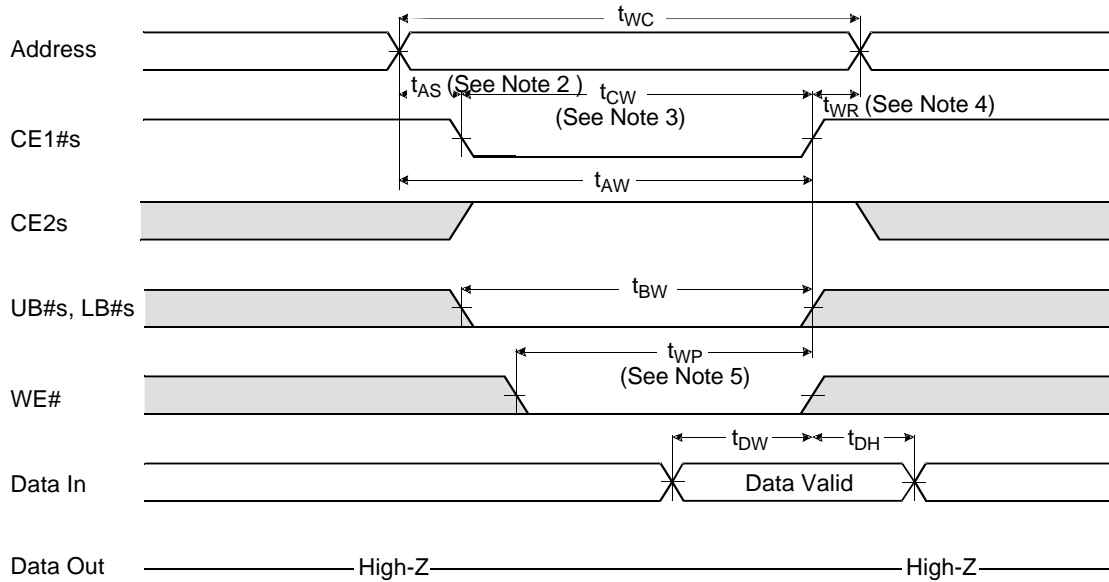 tWC
Address
tAS (See Note 2 )
tCW
(See Note 3)
tWR (See Note 4)
CE1#s
tAW
CE2s
tBW
UB#s, LB#s
tWP
(See Note 5)
WE#
tDW
tDH
Data In
Data Valid
Data Out
High-Z
High-Z